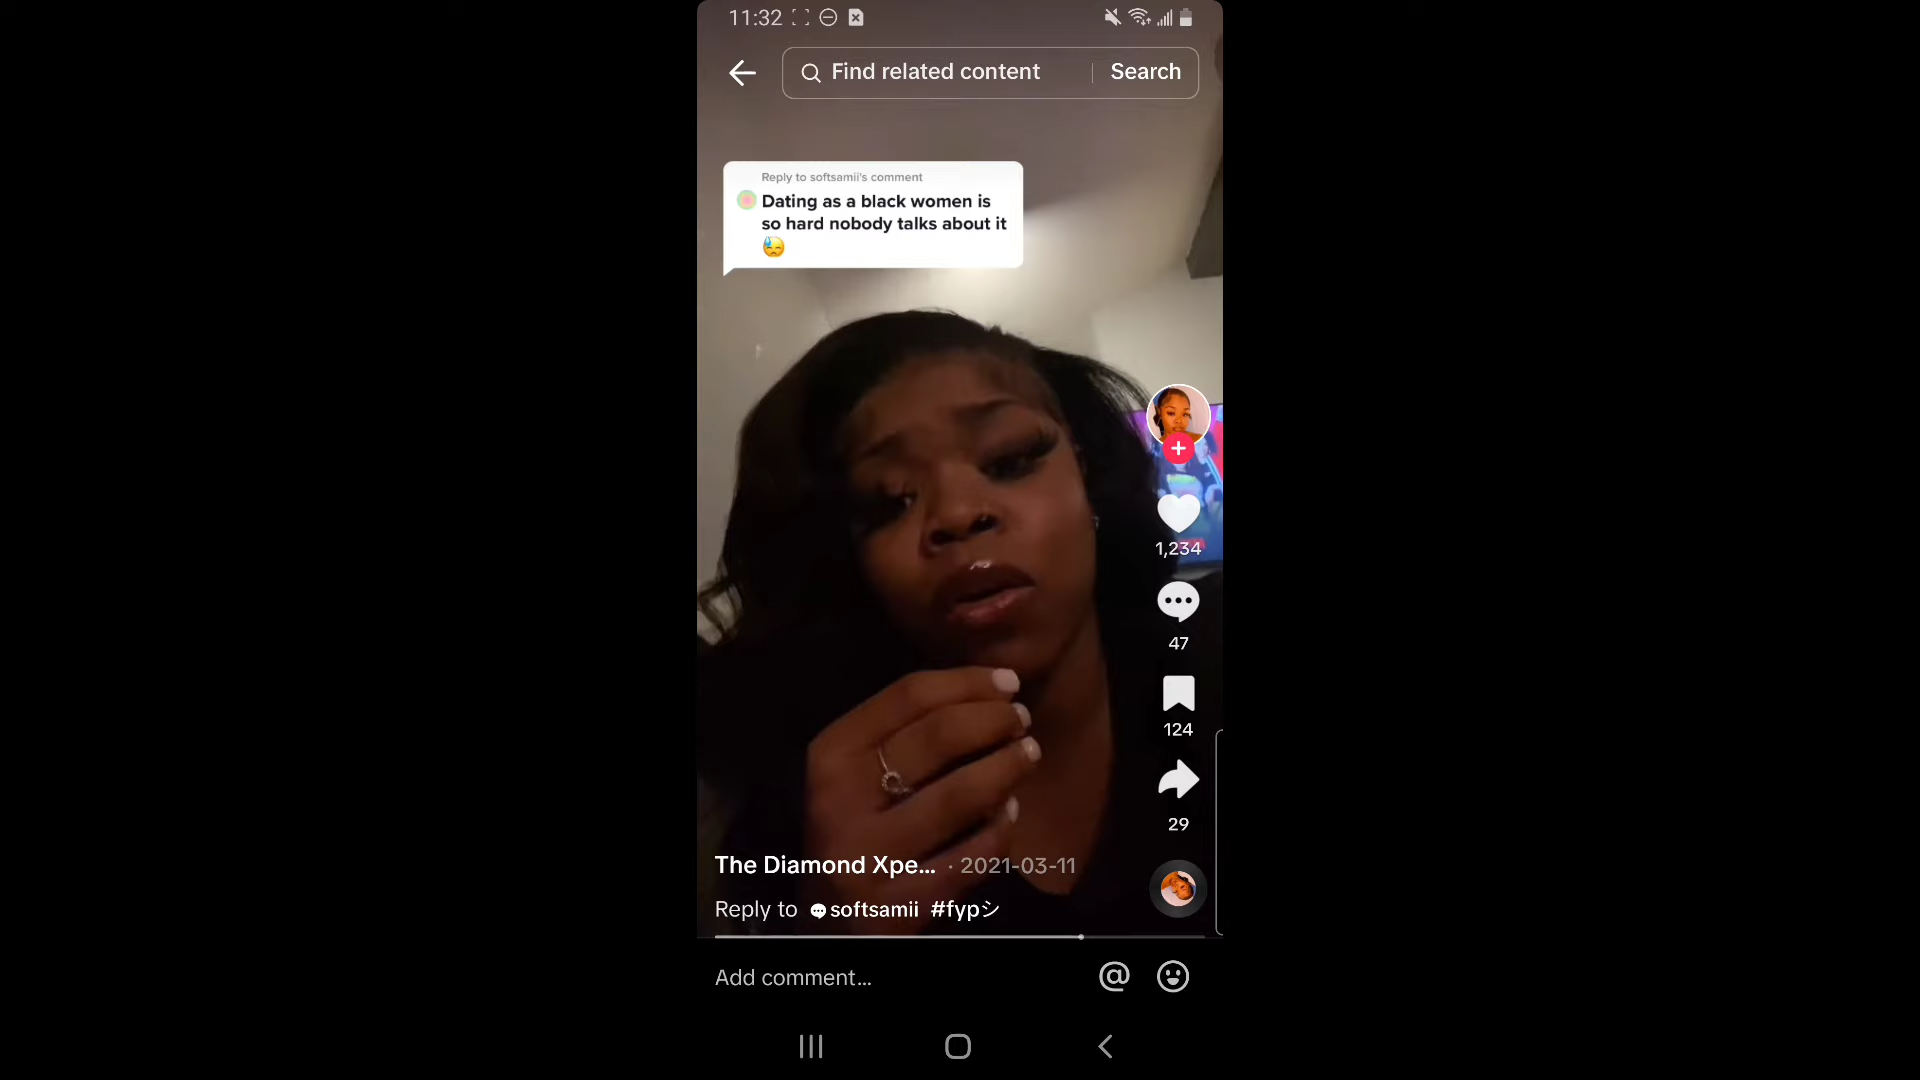 11:32
Find related content
Search
Reply to softsamii's comment
Dating as a black women is
so hard nobody talks about it
😓
1,234
47
124
29
The Diamond Xpe... · 2021-03-11
Reply to softsamii #fypシ
Add comment...